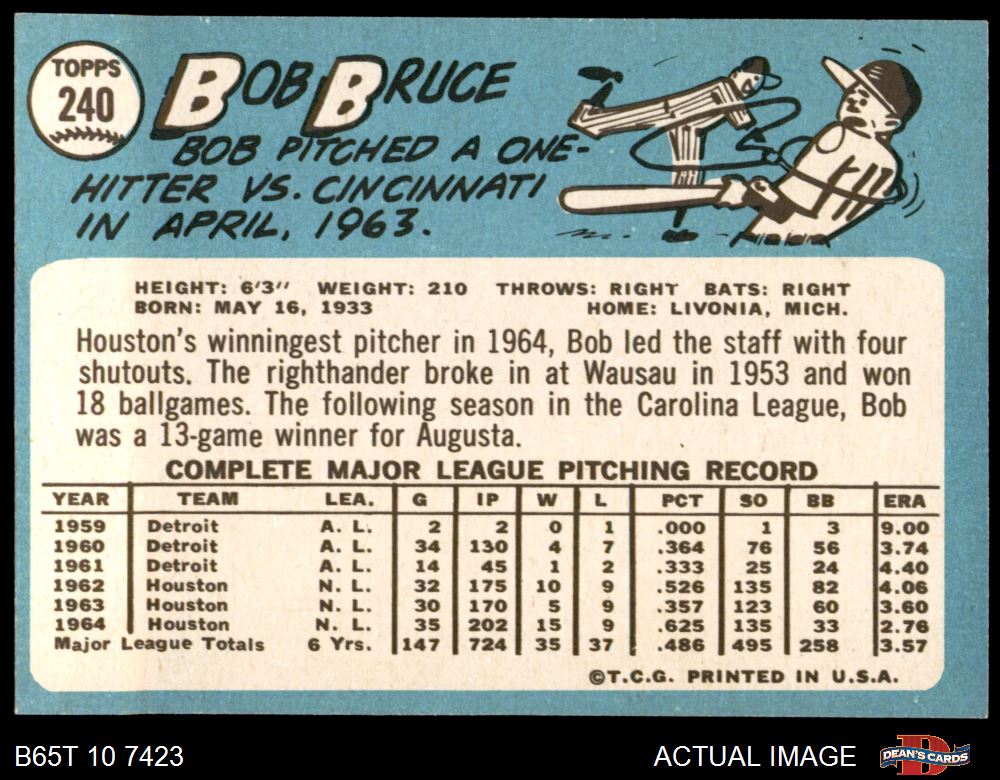 TOPPS
240
BOB BRUCE
BOB PITCHED A ONE-
HITTER VS. CINCINNATI
IN APRIL, 1963.
HEIGHT: 6'3" WEIGHT: 210 THROWS: RIGHT BATS: RIGHT
BORN: MAY 16, 1933 HOME: LIVONIA, MICH.
Houston's winningest pitcher in 1964, Bob led the staff with four
shutouts. The righthander broke in at Wausau in 1953 and won
18 ballgames. The following season in the Carolina League, Bob
was a 13-game winner for Augusta.
COMPLETE MAJOR LEAGUE PITCHING RECORD
YEAR TEAM LEA. G IP W L PCT SO BB ERA
1959 Detroit A. L. 2 2 0 1 .000 1 3 9.00
1960 Detroit A. L. 34 130 4 7 .364 76 56 3.74
1961 Detroit A. L. 14 45 1 2 .333 25 24 4.40
1962 Houston N. L. 32 175 10 9 .526 135 82 4.06
1963 Houston N. L. 30 170 5 9 .357 123 60 3.60
1964 Houston N. L. 35 202 15 9 .625 135 33 2.76
Major League Totals 6 Yrs. 147 724 35 37 .486 495 258 3.57
©T.C.G. PRINTED IN U.S.A.
B65T 10 7423 ACTUAL IMAGE DEAN'S CARDS